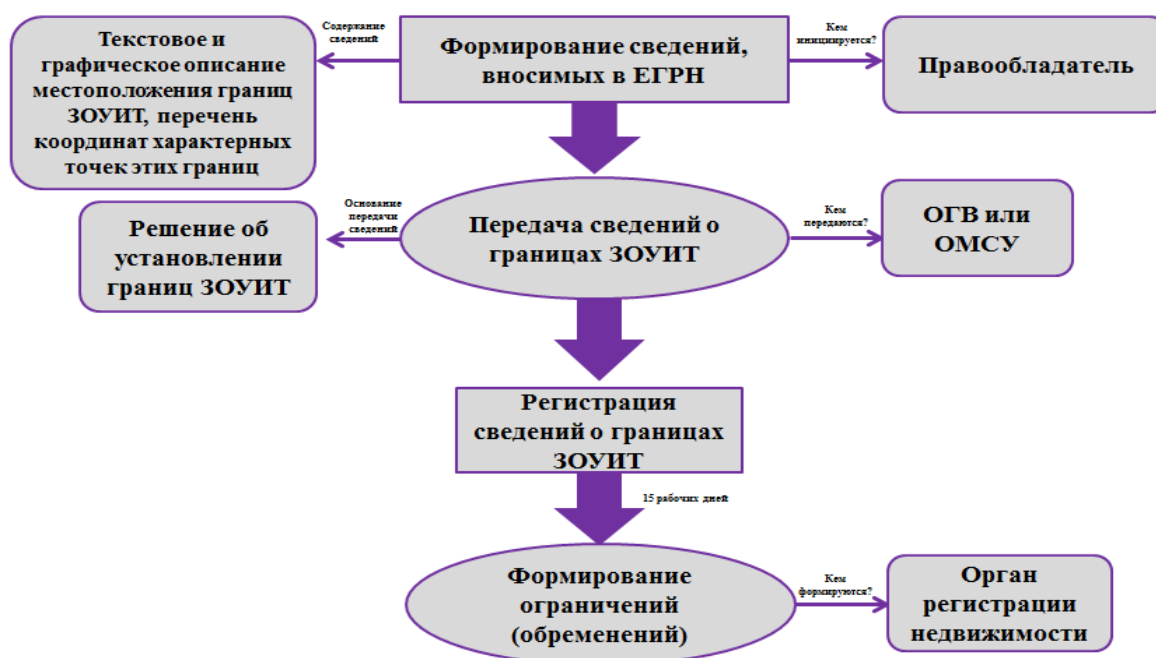 Текстовое и
графическое описание
местоположения границ
ЗОУИТ, перечень
координат характерных
точек этих границ
Содержание
сведений
Формирование сведений,
вносимых в ЕГРН
Кем
инициируется?
Правообладатель
Решение об
установлении
границ ЗОУИТ
Основание
передачи
сведений
Передача сведений о
границах ЗОУИТ
Кем
передаются?
ОГВ или
ОМСУ
Регистрация
сведений о границах
ЗОУИТ
15 рабочих дней
Формирование
ограничений
(обременений)
Кем
формируются?
Орган
регистрации
недвижимости